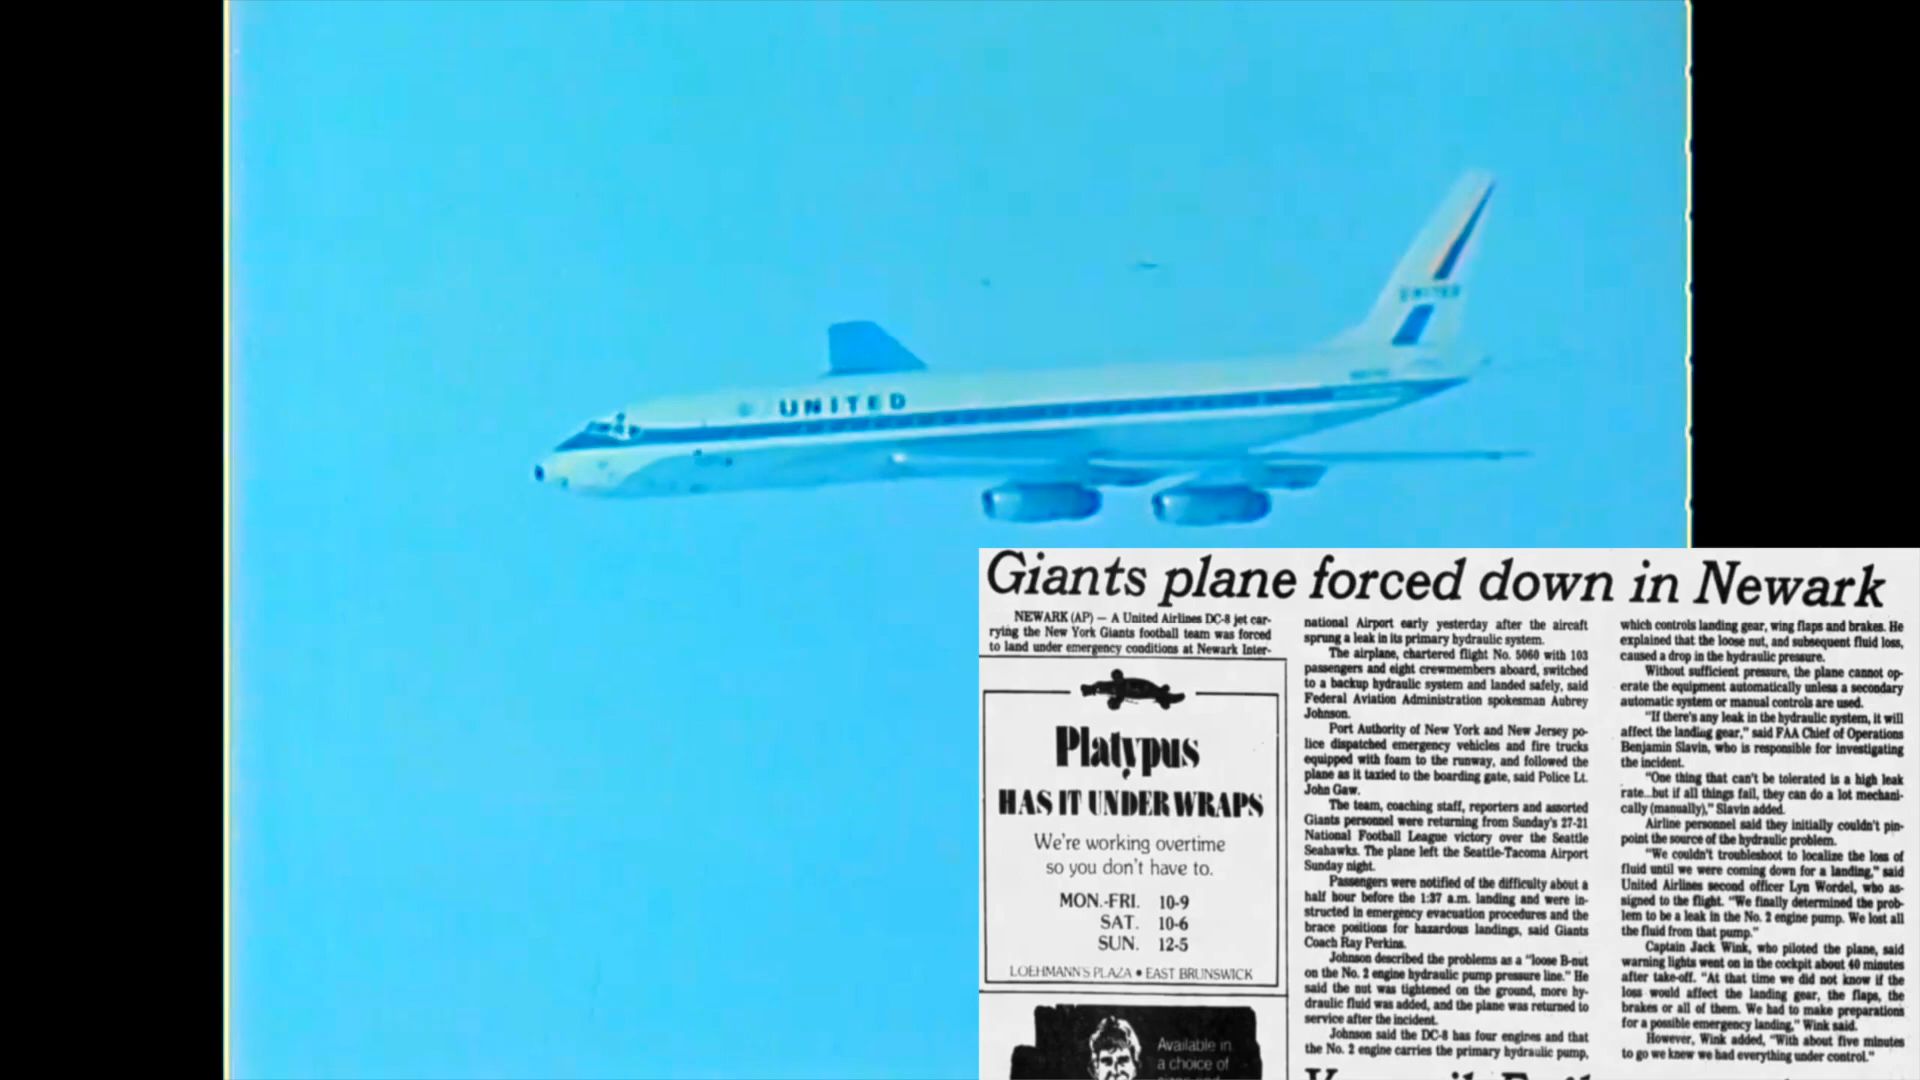 UNITED
UNITED
Giants plane forced down in Newark
NEWARK (AP) — A United Airlines DC-8 jet car-
rying the New York Giants football team was forced
to land under emergency conditions at Newark Inter-
Platypus
HAS IT UNDER WRAPS
We're working overtime
so you don't have to.
MON.-FRI. 10-9
SAT. 10-6
SUN. 12-5
LOEHMANN'S PLAZA • EAST BRUNSWICK
Available in
a choice of
national Airport early yesterday after the aircaft
sprung a leak in its primary hydraulic system.
The airplane, chartered flight No. 5060 with 103
passengers and eight crewmembers aboard, switched
to a backup hydraulic system and landed safely, said
Federal Aviation Administration spokesman Aubrey
Johnson.
Port Authority of New York and New Jersey po-
lice dispatched emergency vehicles and fire trucks
equipped with foam to the runway, and followed the
plane as it taxied to the boarding gate, said Police Lt.
John Gaw.
The team, coaching staff, reporters and assorted
Giants personnel were returning from Sunday's 27-21
National Football League victory over the Seattle
Seahawks. The plane left the Seattle-Tacoma Airport
Sunday night.
Passengers were notified of the difficulty about a
half hour before the 1:37 a.m. landing and were in-
structed in emergency evacuation procedures and the
brace positions for hazardous landings, said Giants
Coach Ray Perkins.
Johnson described the problems as a "loose B-nut
on the No. 2 engine hydraulic pump pressure line." He
said the nut was tightened on the ground, more hy-
draulic fluid was added, and the plane was returned to
service after the incident.
Johnson said the DC-8 has four engines and that
the No. 2 engine carries the primary hydraulic pump,
which controls landing gear, wing flaps and brakes. He
explained that the loose nut, and subsequent fluid loss,
caused a drop in the hydraulic pressure.
Without sufficient pressure, the plane cannot op-
erate the equipment automatically unless a secondary
automatic system or manual controls are used.
"If there's any leak in the hydraulic system, it will
affect the landing gear," said FAA Chief of Operations
Benjamin Slavin, who is responsible for investigating
the incident.
"One thing that can't be tolerated is a high leak
rate...but if all things fail, they can do a lot mechani-
cally (manually)," Slavin added.
Airline personnel said they initially couldn't pin-
point the source of the hydraulic problem.
"We couldn't troubleshoot to localize the loss of
fluid until we were coming down for a landing," said
United Airlines second officer Lyn Wordel, who as-
signed to the flight. "We finally determined the prob-
lem to be a leak in the No. 2 engine pump. We lost all
the fluid from that pump."
Captain Jack Wink, who piloted the plane, said
warning lights went on in the cockpit about 40 minutes
after take-off. "At that time we did not know if the
loss would affect the landing gear, the flaps, the
brakes or all of them. We had to make preparations
for a possible emergency landing," Wink said.
However, Wink added, "With about five minutes
to go we knew we had everything under control."